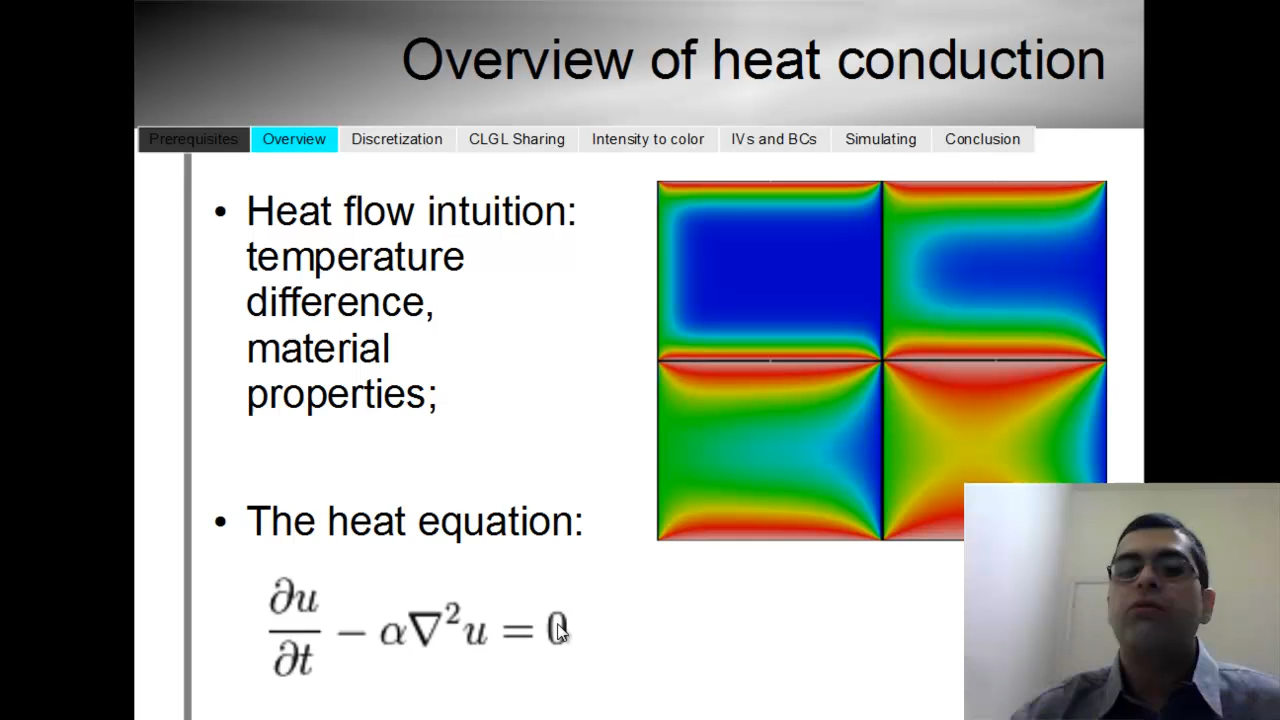 Overview of heat conduction
Prerequisites Overview Discretization CLGL Sharing Intensity to color IVs and BCs Simulating Conclusion
• Heat flow intuition:
temperature
difference,
material
properties;
• The heat equation:
∂u/∂t − α∇²u = 0